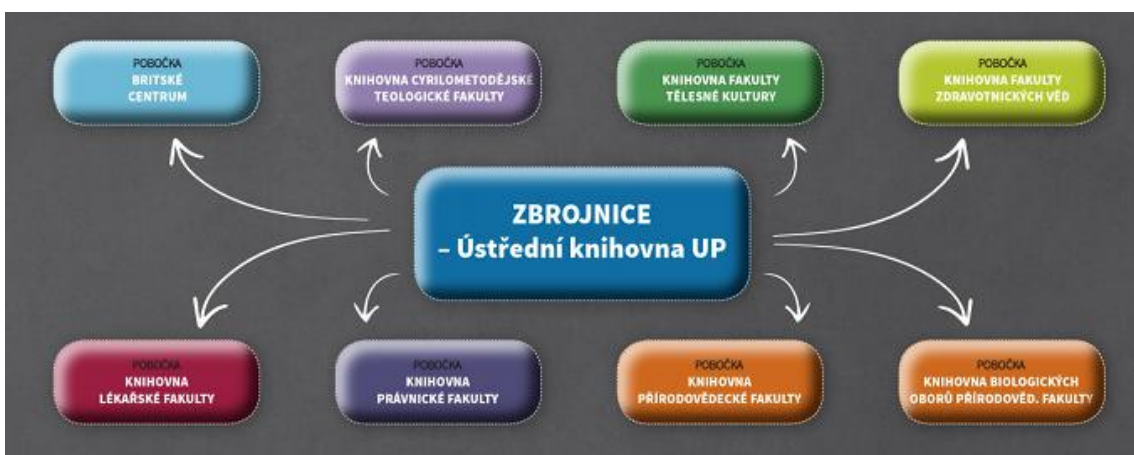 POBOČKA
BRITSKÉ
CENTRUM
POBOČKA
KNIHOVNA CYRILOMETODĚJSKÉ
TEOLOGICKÉ FAKULTY
POBOČKA
KNIHOVNA FAKULTY
TĚLESNÉ KULTURY
POBOČKA
KNIHOVNA FAKULTY
ZDRAVOTNICKÝCH VĚD
ZBROJNICE
– Ústřední knihovna UP
POBOČKA
KNIHOVNA
LÉKAŘSKÉ FAKULTY
POBOČKA
KNIHOVNA
PRÁVNICKÉ FAKULTY
POBOČKA
KNIHOVNA
PŘÍRODOVĚDECKÉ FAKULTY
POBOČKA
KNIHOVNA BIOLOGICKÝCH
OBORŮ PŘÍRODOVĚD. FAKULTY